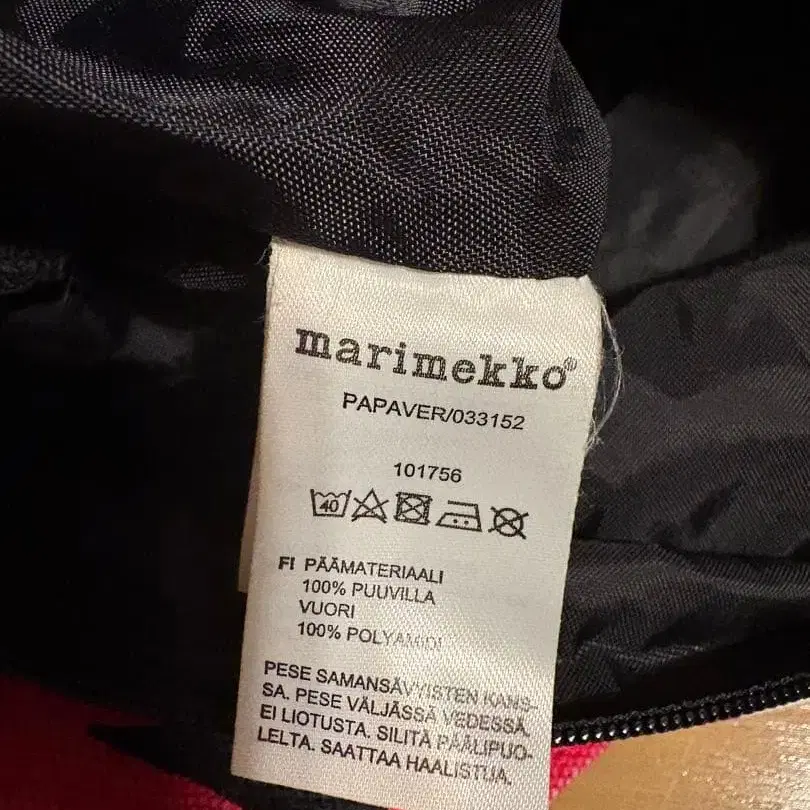 marimekko®
PAPAVER/033152
101756
40
FI PÄÄMATERIAALI
100% PUUVILLA
VUORI
100% POLYAMIDI
PESE SAMANSÄVYISTEN KANS-
SA. PESE VÄLJÄSSÄ VEDESSÄ.
EI LIOTUSTA. SILITÄ PÄÄLIPUO-
LELTA. SAATTAA HAALISTUA.